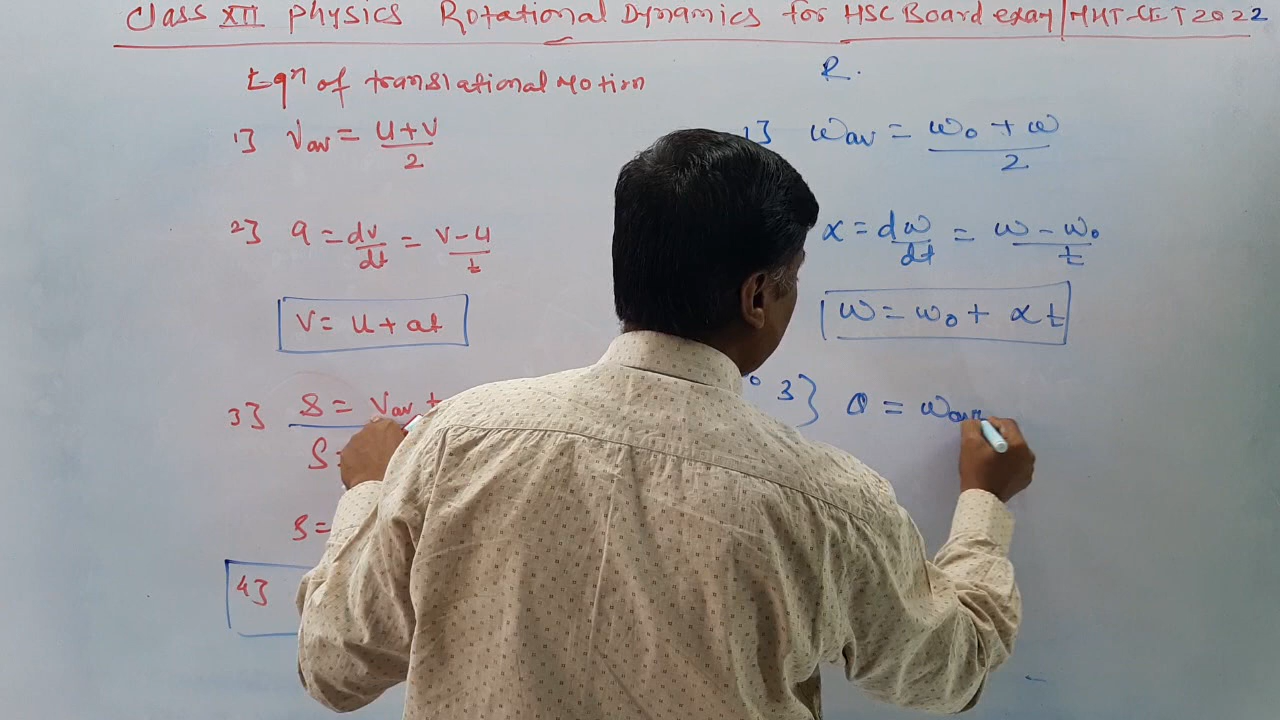 Class XII physics Rotational Dynamics for HSC Board exam/MHT-CET 2022
Eqn of translational Motion
1} Vav = u+v/2
2} a = dv/dt = v-u/t
V = u + at
3} S = Vav t
S
S =
4}
R.
1} ωav = ω₀ + ω/2
α = dω/dt = ω - ω₀/t
ω = ω₀ + αt
3} θ = ωav